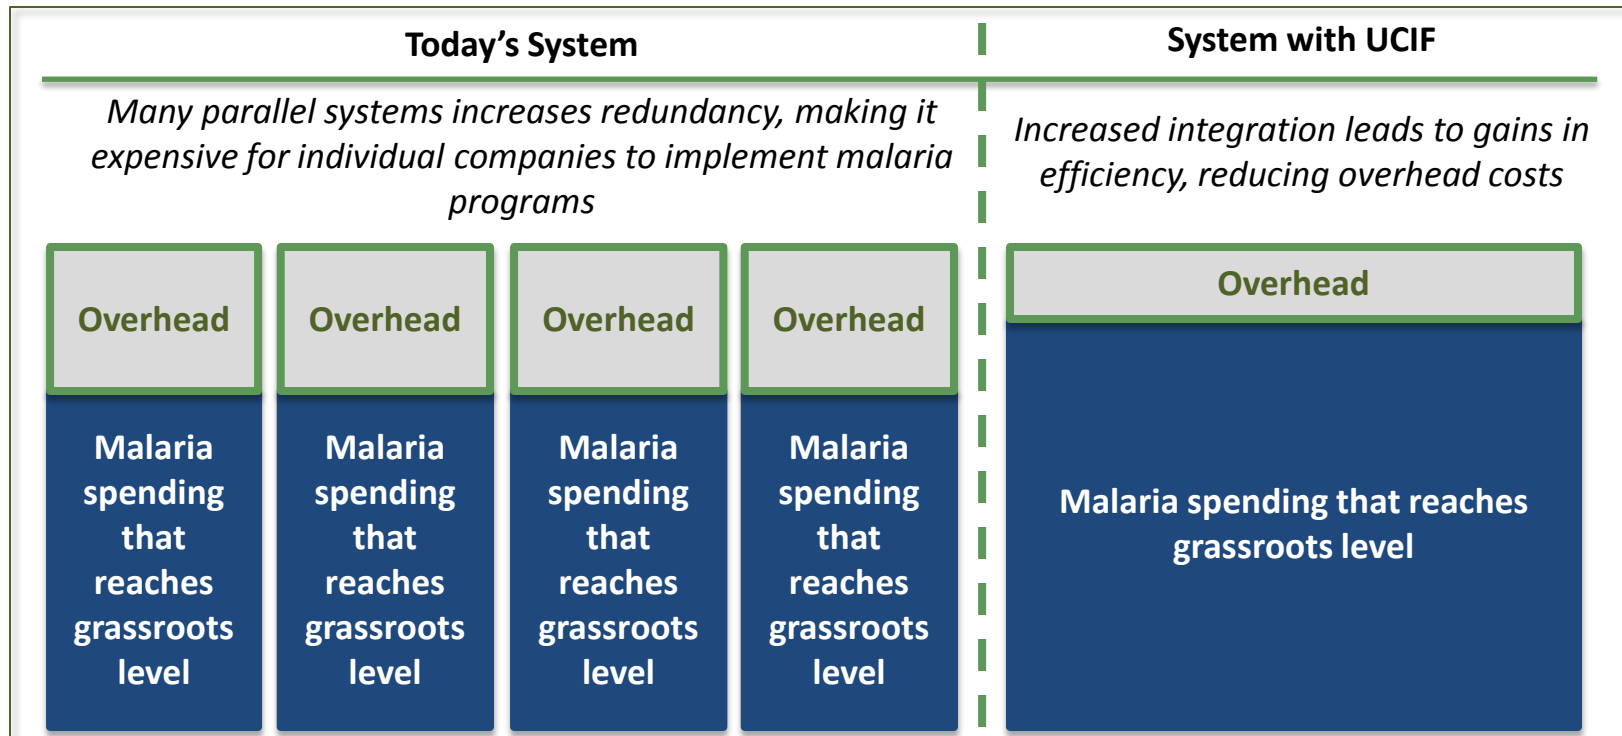 Today’s System
System with UCIF
Many parallel systems increases redundancy, making it
expensive for individual companies to implement malaria
programs
Increased integration leads to gains in
efficiency, reducing overhead costs
Overhead
Malaria
spending
that
reaches
grassroots
level
Overhead
Malaria
spending
that
reaches
grassroots
level
Overhead
Malaria
spending
that
reaches
grassroots
level
Overhead
Malaria
spending
that
reaches
grassroots
level
Overhead
Malaria spending that reaches
grassroots level